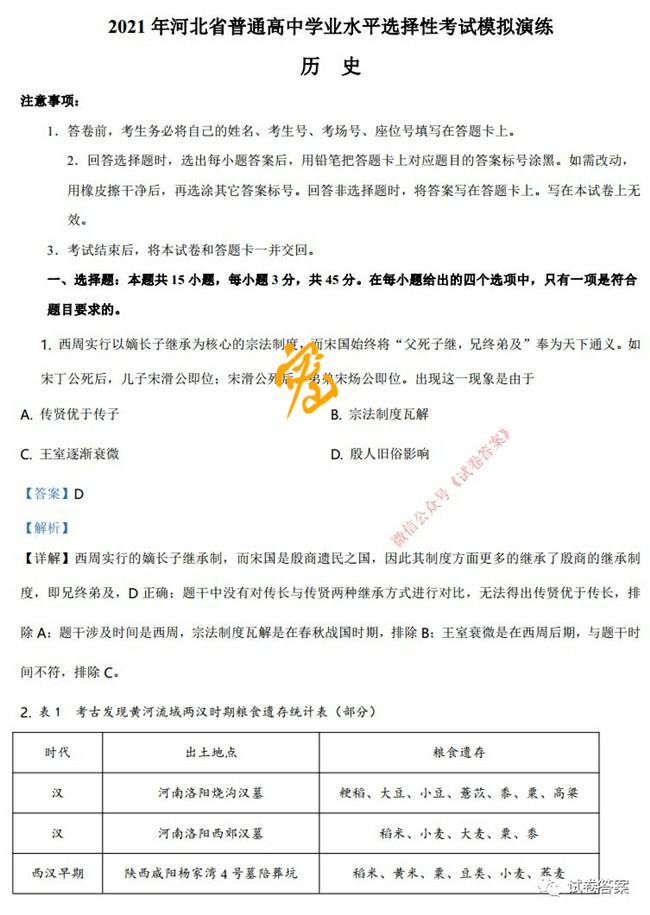 2021 年河北省普通高中学业水平选择性考试模拟演练
历 史
注意事项：
1．答卷前，考生务必将自己的姓名、考生号、考场号、座位号填写在答题卡上。
2．回答选择题时，选出每小题答案后，用铅笔把答题卡上对应题目的答案标号涂黑。如需改动，
用橡皮擦干净后，再选涂其它答案标号。回答非选择题时，将答案写在答题卡上。写在本试卷上无
效。
3．考试结束后，将本试卷和答题卡一并交回。
一、选择题：本题共 15 小题，每小题 3 分，共 45 分。在每小题给出的四个选项中，只有一项是符合
题目要求的。
1. 西周实行以嫡长子继承为核心的宗法制度，而宋国始终将“父死子继，兄终弟及”奉为天下通义。如
宋丁公死后，儿子宋湣公即位；宋湣公死后，弟弟宋炀公即位。出现这一现象是由于
A. 传贤优于传子 B. 宗法制度瓦解
C. 王室逐渐衰微 D. 殷人旧俗影响
微信公众号《试卷答案》
【答案】D
【解析】
【详解】西周实行的嫡长子继承制，而宋国是殷商遗民之国，因此其制度方面更多的继承了殷商的继承制
度，即兄终弟及，D 正确；题干中没有对传长与传贤两种继承方式进行对比，无法得出传贤优于传长，排
除 A；题干涉及时间是西周，宗法制度瓦解是在春秋战国时期，排除 B；王室衰微是在西周后期，与题干时
间不符，排除 C。
2. 表 1 考古发现黄河流域两汉时期粮食遗存统计表（部分）
时代 出土地点 粮食遗存
汉 河南洛阳烧沟汉墓 粳稻、大豆、小豆、薏苡、黍、粟、高粱
汉 河南洛阳西郊汉墓 稻米、小麦、大麦、粟、黍
西汉早期 陕西咸阳杨家湾 4 号墓陪葬坑 稻米、黄米、粟、豆类、小麦、荞麦
试卷答案